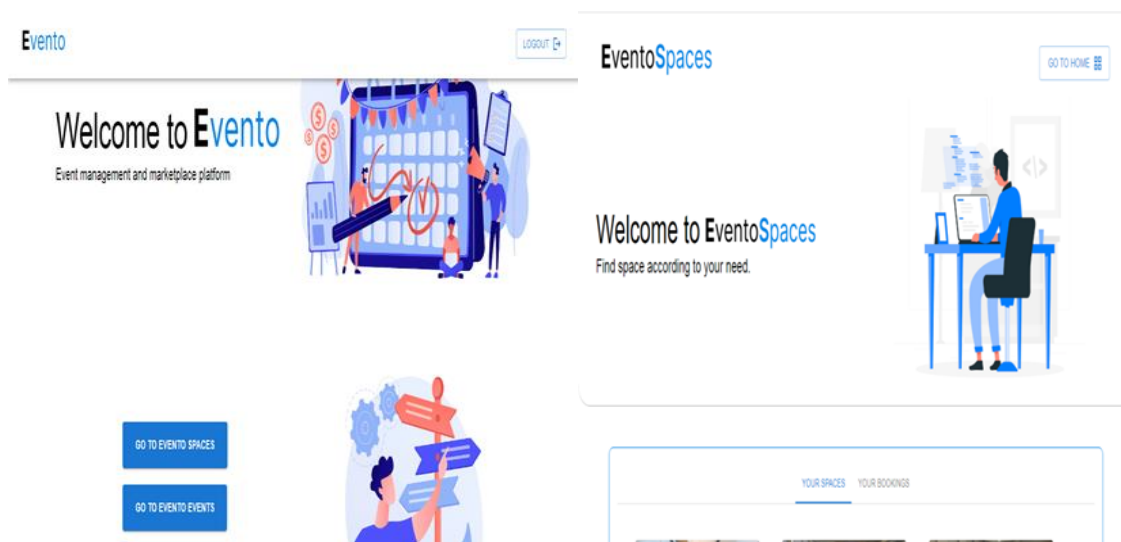 Evento
LOGOUT
Welcome to Evento
Event management and marketplace platform
GO TO EVENTO SPACES
GO TO EVENTO EVENTS
EventoSpaces
GO TO HOME
Welcome to EventoSpaces
Find space according to your need.
YOUR SPACES YOUR BOOKINGS